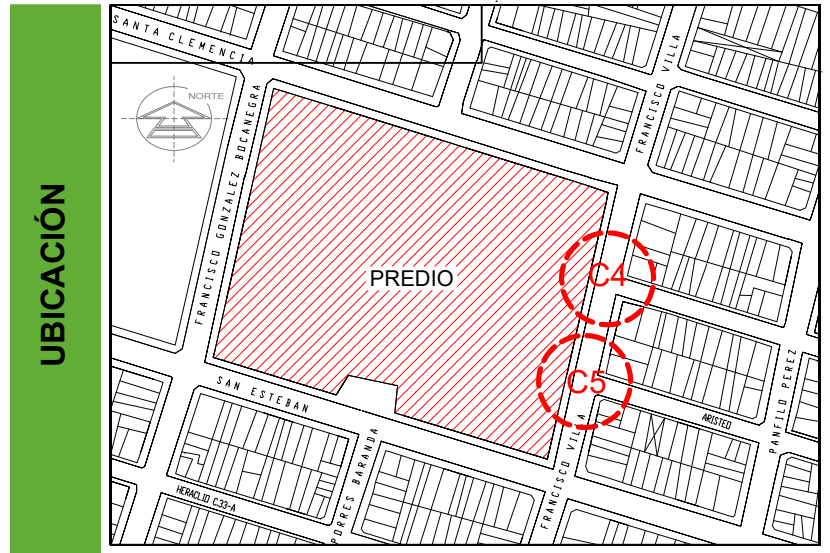 UBICACIÓN
SANTA CLEMENCIA
NORTE
FRANCISCO VILLA
FRANCISCO GONZALEZ BOCANEGRA
PREDIO
C4
C5
SAN ESTEBAN
PANFILO PEREZ
ARISTEO
FRANCISCO VILLA
PORRES BARANDA
HERACLIO C.33-A